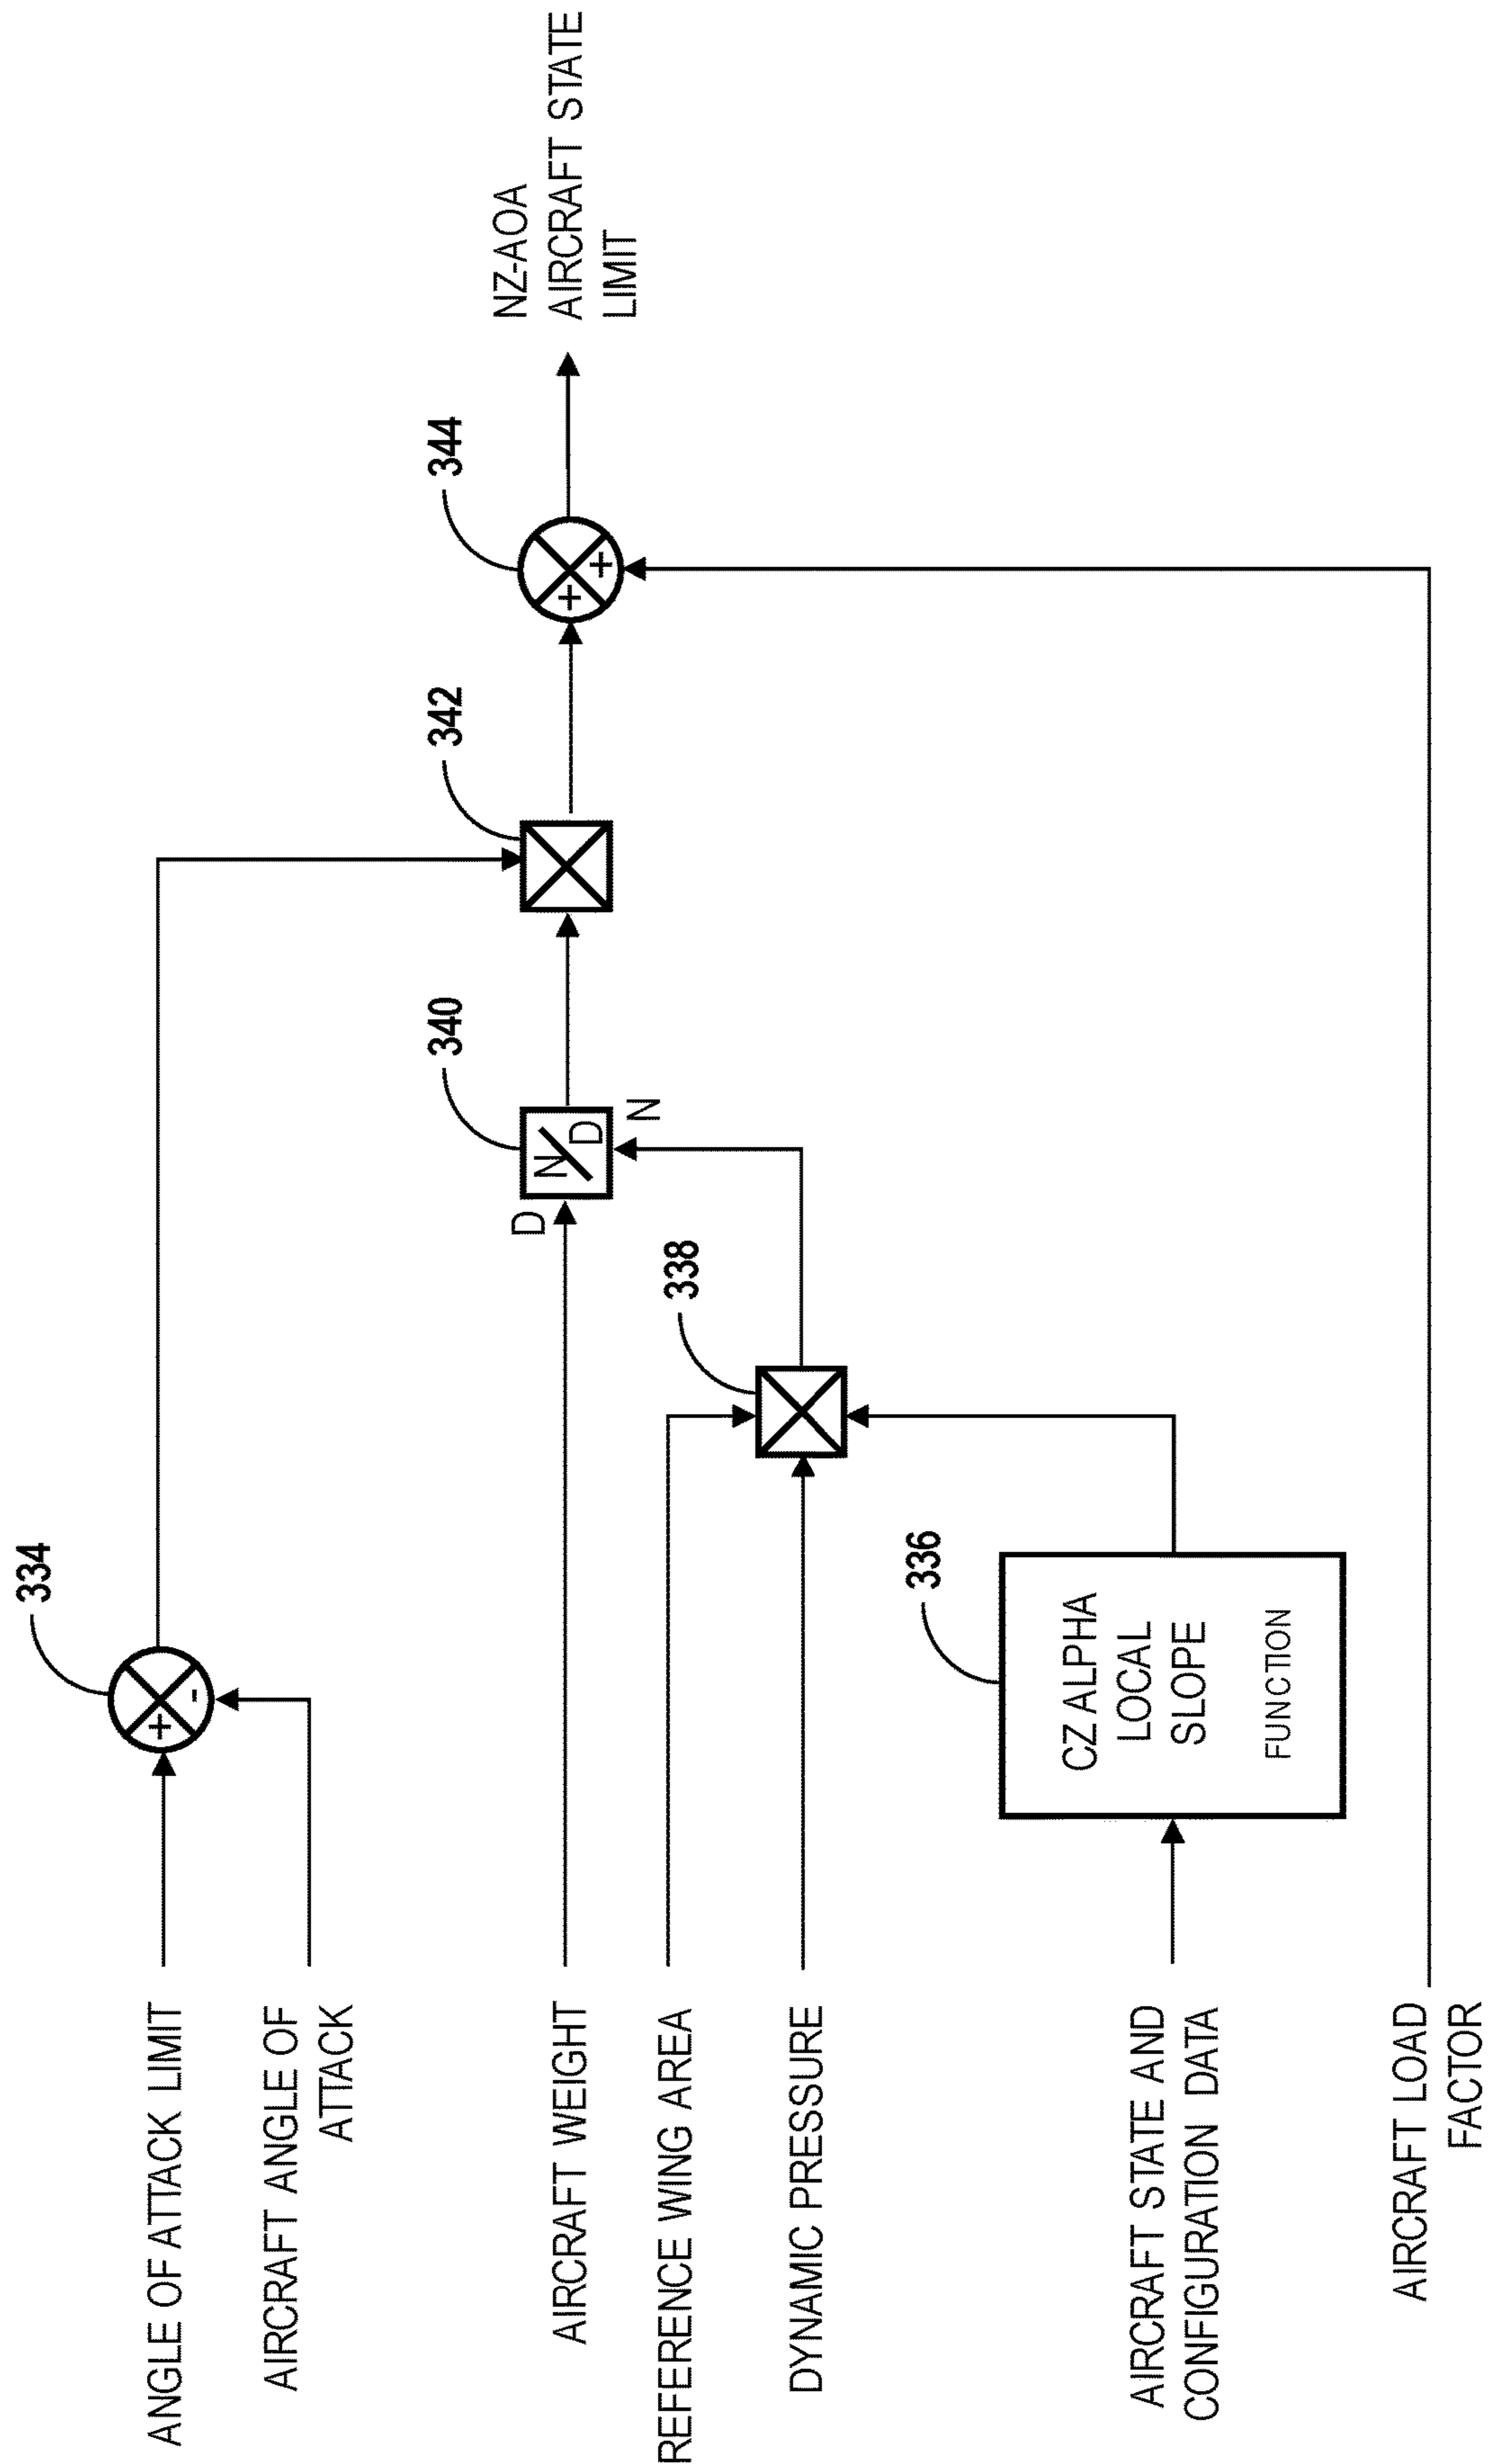 334
ANGLE OF ATTACK LIMIT
+
-
AIRCRAFT ANGLE OF
ATTACK
340
342
344
NZ-AOA
AIRCRAFT STATE
LIMIT
AIRCRAFT WEIGHT
D
N/D
N
+
+
REFERENCE WING AREA
338
DYNAMIC PRESSURE
336
AIRCRAFT STATE AND
CONFIGURATION DATA
CZ ALPHA
LOCAL
SLOPE
FUNCTION
AIRCRAFT LOAD
FACTOR